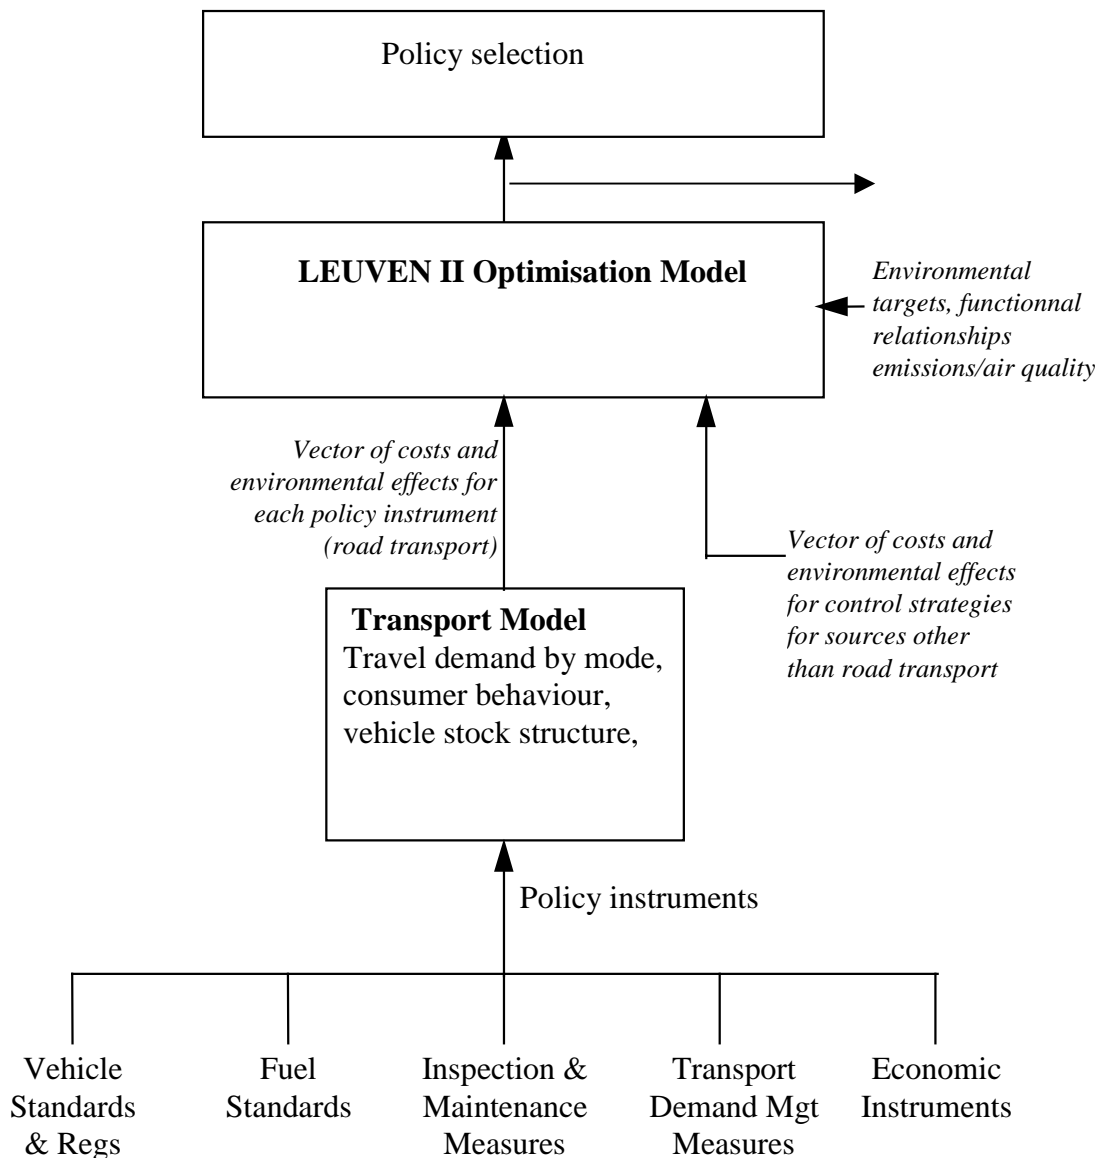 Policy selection
LEUVEN II Optimisation Model
Environmental
targets, functionnal
relationships
emissions/air quality
Vector of costs and
environmental effects for
each policy instrument
(road transport)
Vector of costs and
environmental effects
for control strategies
for sources other
than road transport
Transport Model
Travel demand by mode,
consumer behaviour,
vehicle stock structure,
Policy instruments
Vehicle
Standards
& Regs
Fuel
Standards
Inspection &
Maintenance
Measures
Transport
Demand Mgt
Measures
Economic
Instruments